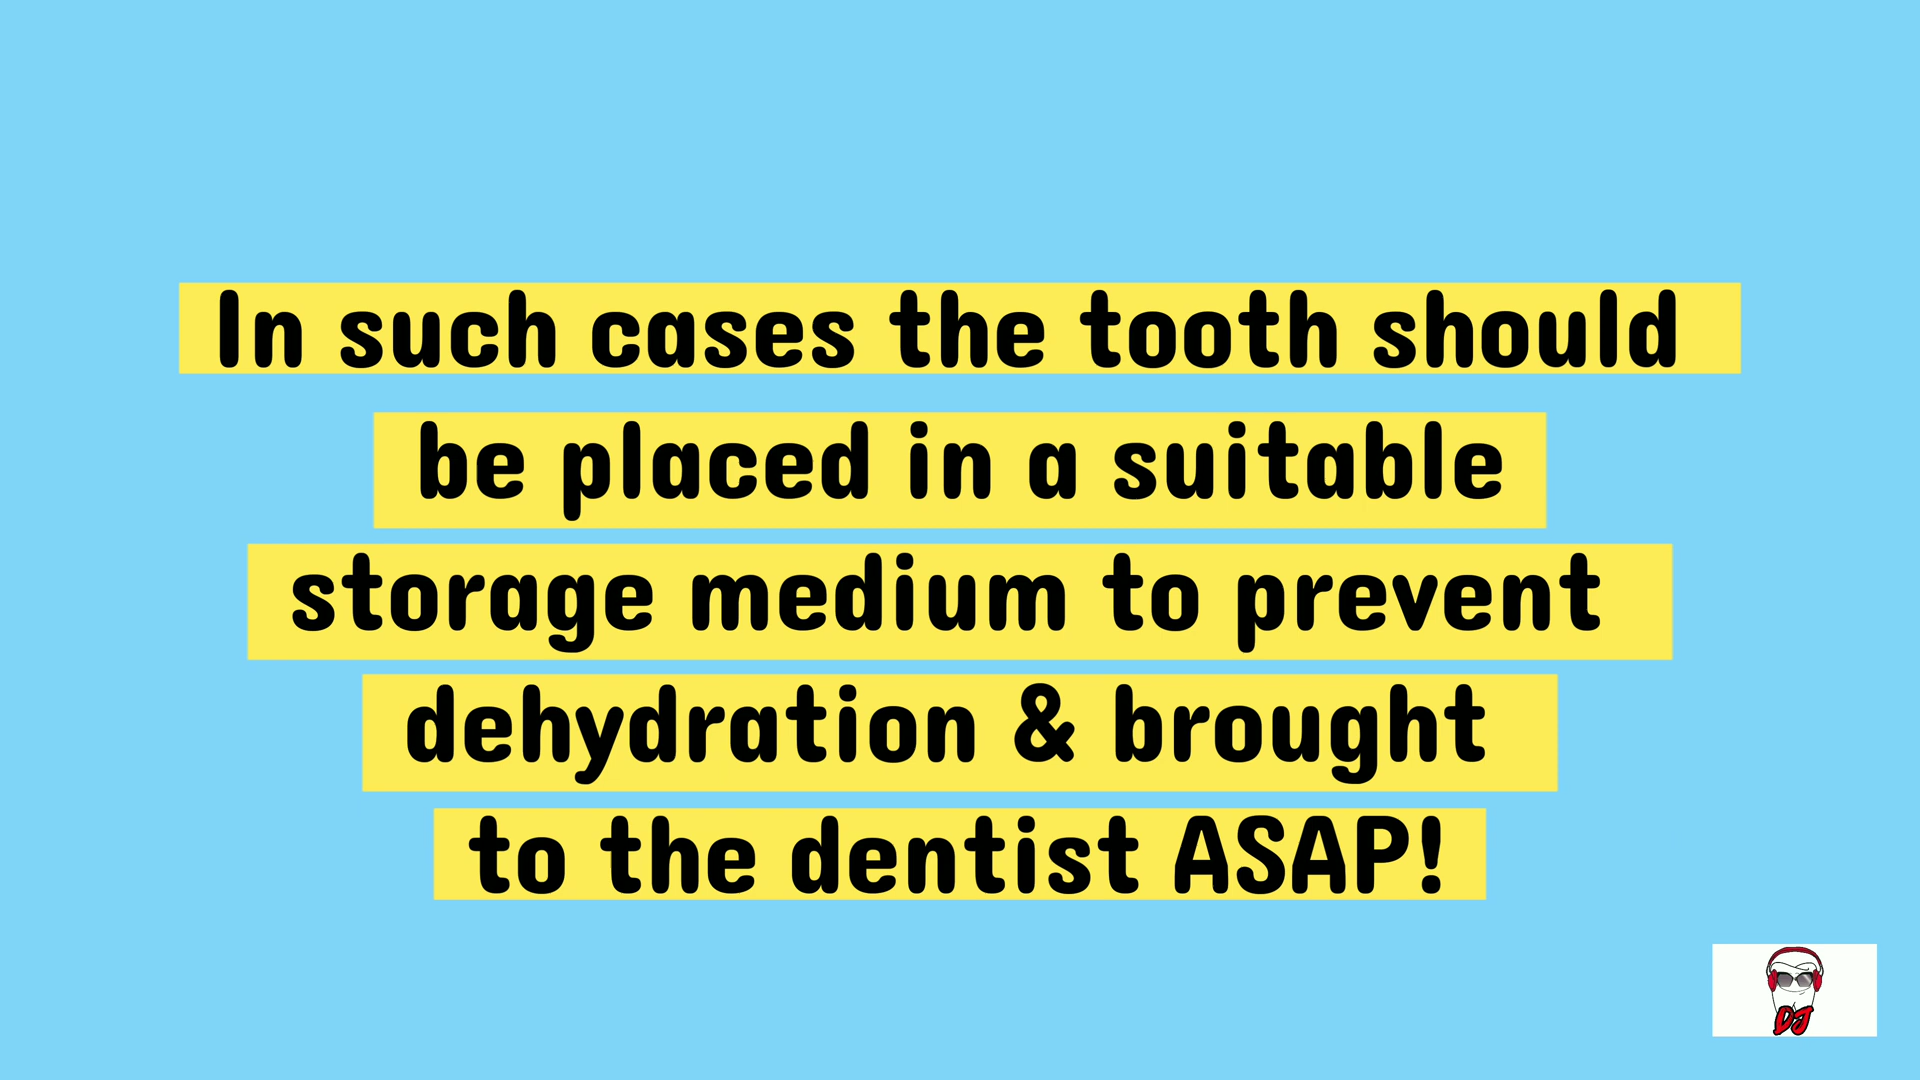 In such cases the tooth should
be placed in a suitable
storage medium to prevent
dehydration & brought
to the dentist ASAP!
DJ